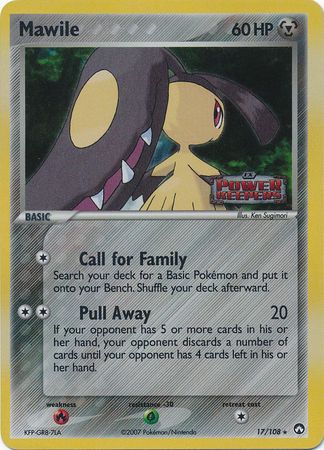 Mawile 60 HP
EX
POWER
KEEPERS
BASIC Illus. Ken Sugimori
Call for Family
Search your deck for a Basic Pokémon and put it
onto your Bench. Shuffle your deck afterward.
Pull Away 20
If your opponent has 5 or more cards in his or
her hand, your opponent discards a number of
cards until your opponent has 4 cards left in his
or her hand.
weakness resistance -30 retreat cost
KFP-GR8-7LA ©2007 Pokémon/Nintendo 17/108 ★